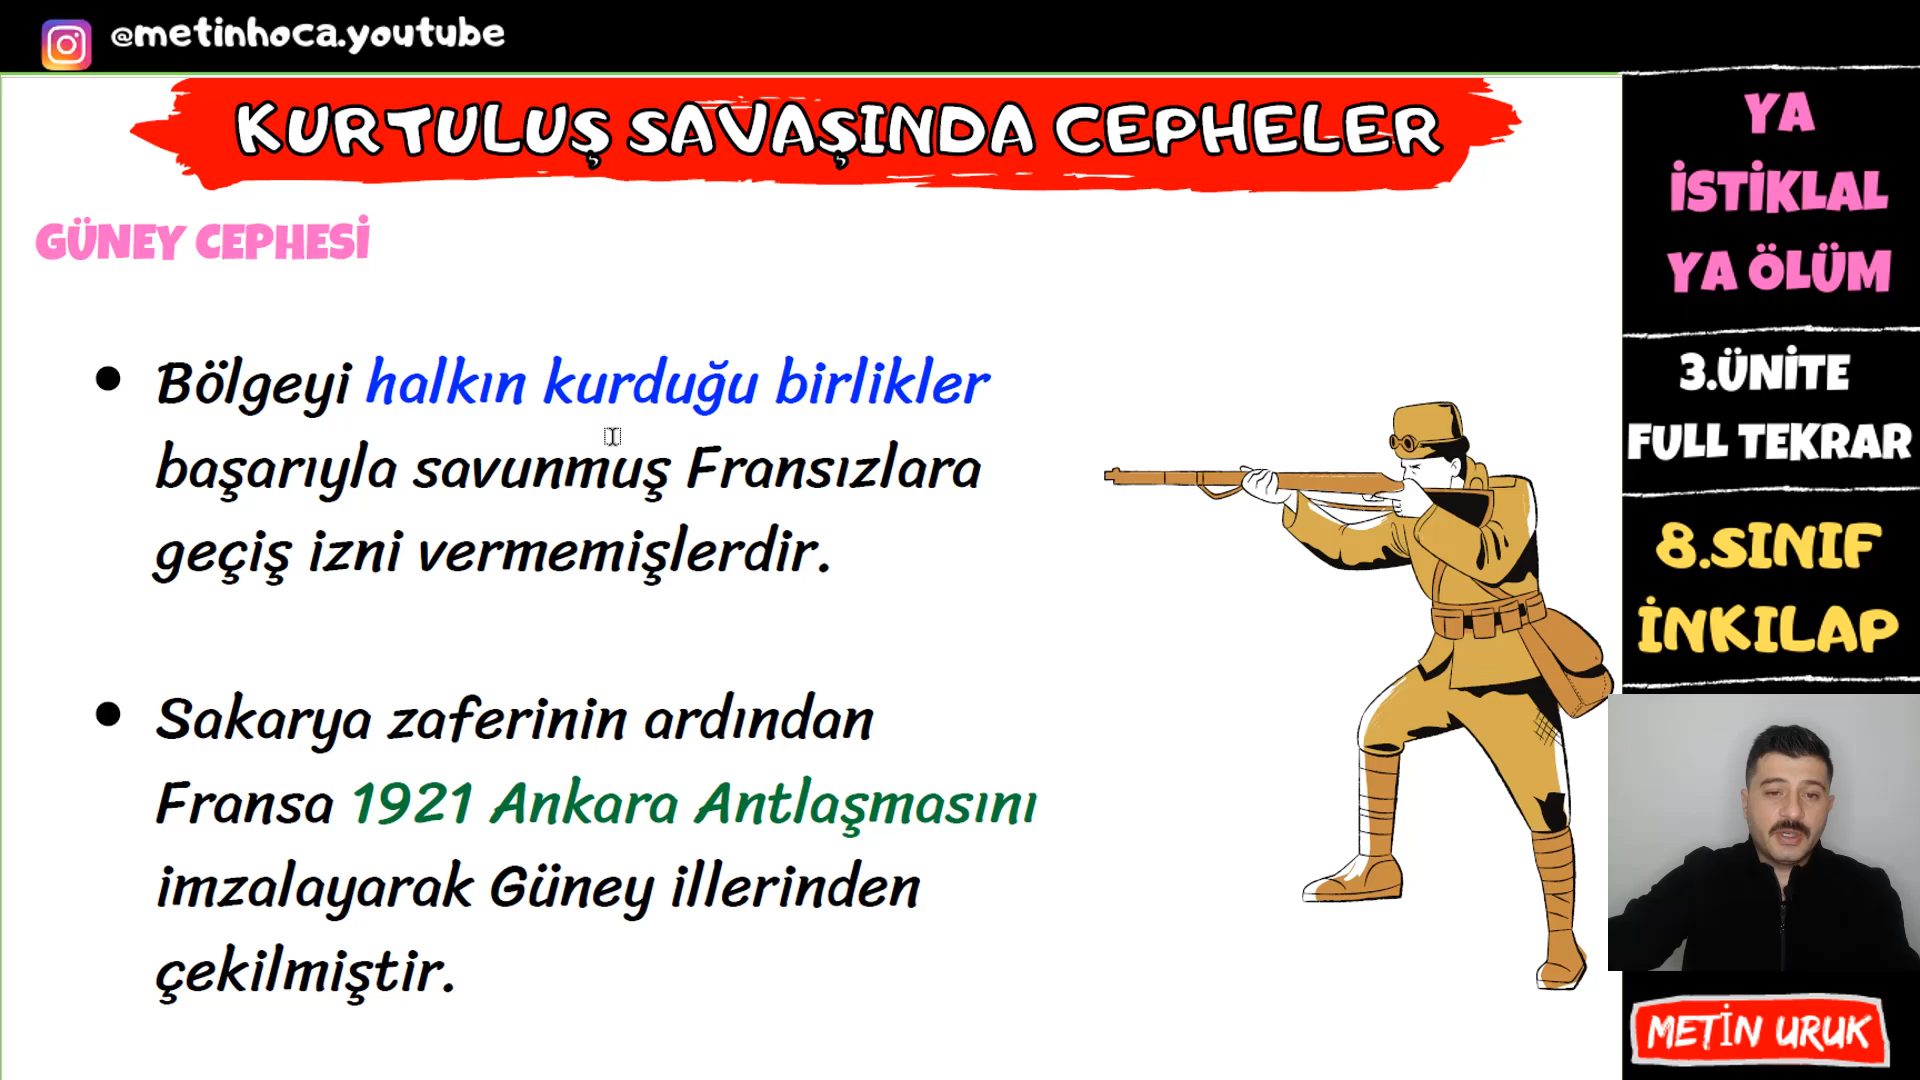 @metinhoca.youtube
KURTULUŞ SAVAŞINDA CEPHELER
GÜNEY CEPHESİ
• Bölgeyi halkın kurduğu birlikler
başarıyla savunmuş Fransızlara
geçiş izni vermemişlerdir.
• Sakarya zaferinin ardından
Fransa 1921 Ankara Antlaşmasını
imzalayarak Güney illerinden
çekilmiştir.
YA
İSTİKLAL
YA ÖLÜM
3.ÜNİTE
FULL TEKRAR
8.SINIF
İNKILAP
METİN URUK